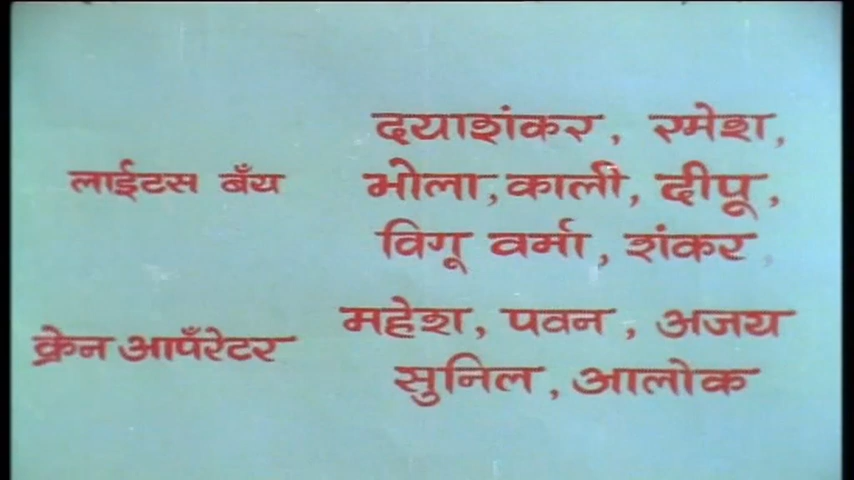 दयाशंकर, रमेश,
लाईटस बँय भोला, काली, दीपू,
विगू वर्मा, शंकर,
क्रेन आपँरेटर महेश, पवन, अजय
सुनिल, आलोक